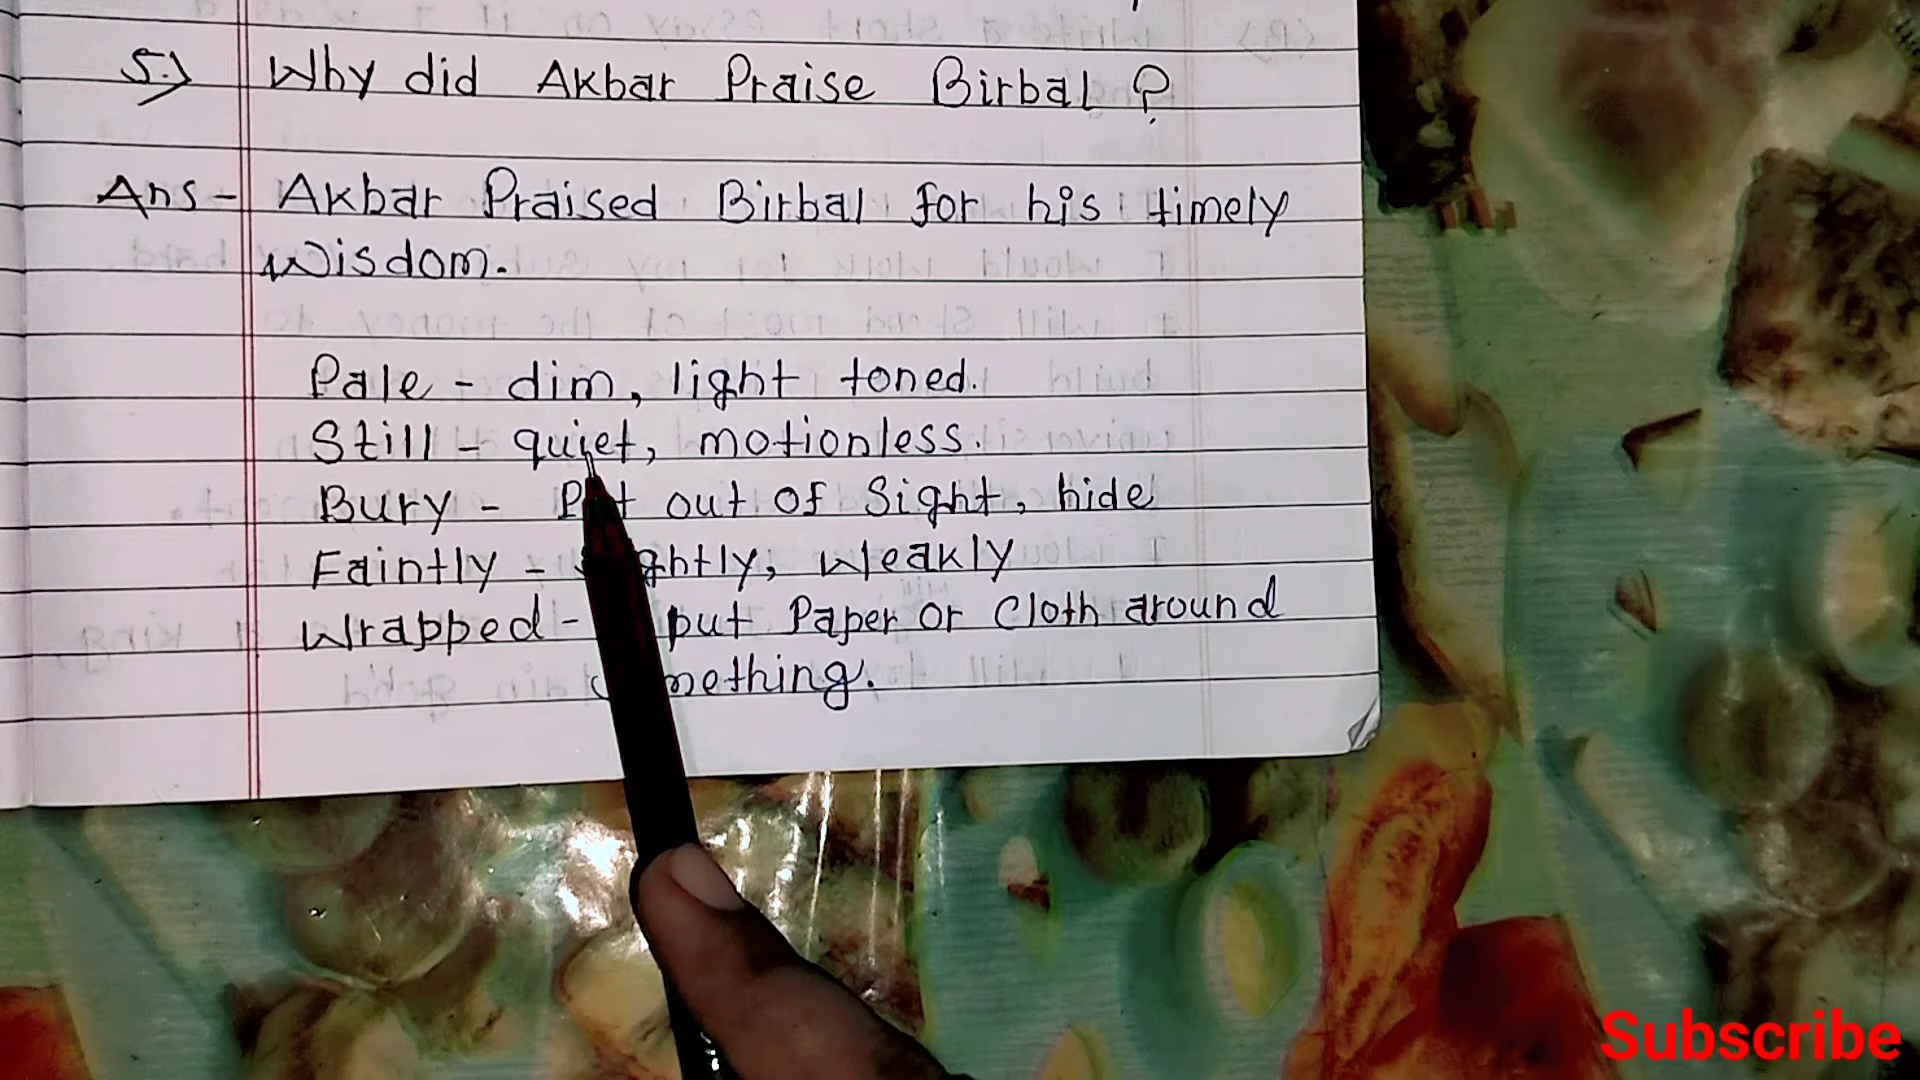 5.) Why did Akbar Praise Birbal?
Ans- Akbar Praised Birbal for his timely
wisdom.
Pale - dim, light toned.
Still - quiet, motionless.
Bury - Put out of Sight, hide
Faintly - weakly
Wrapped - put Paper or Cloth around
Subscribe